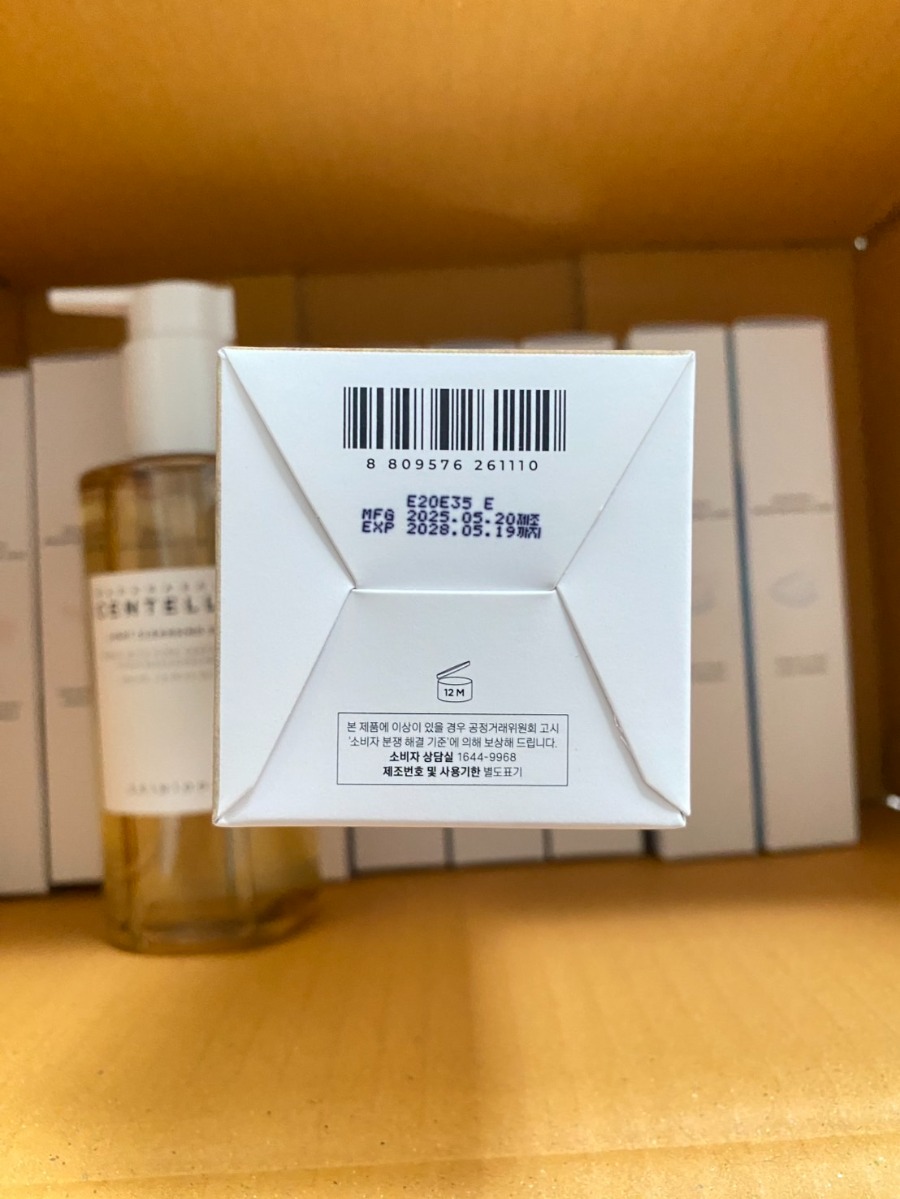 8 809576 261110
E20E35 E
MFG 2025.05.20제조
EXP 2028.05.19까지
12 M
본 제품에 이상이 있을 경우 공정거래위원회 고시
'소비자 분쟁 해결 기준'에 의해 보상해 드립니다.
소비자 상담실 1644-9968
제조번호 및 사용기한 별도표기
CENTELL